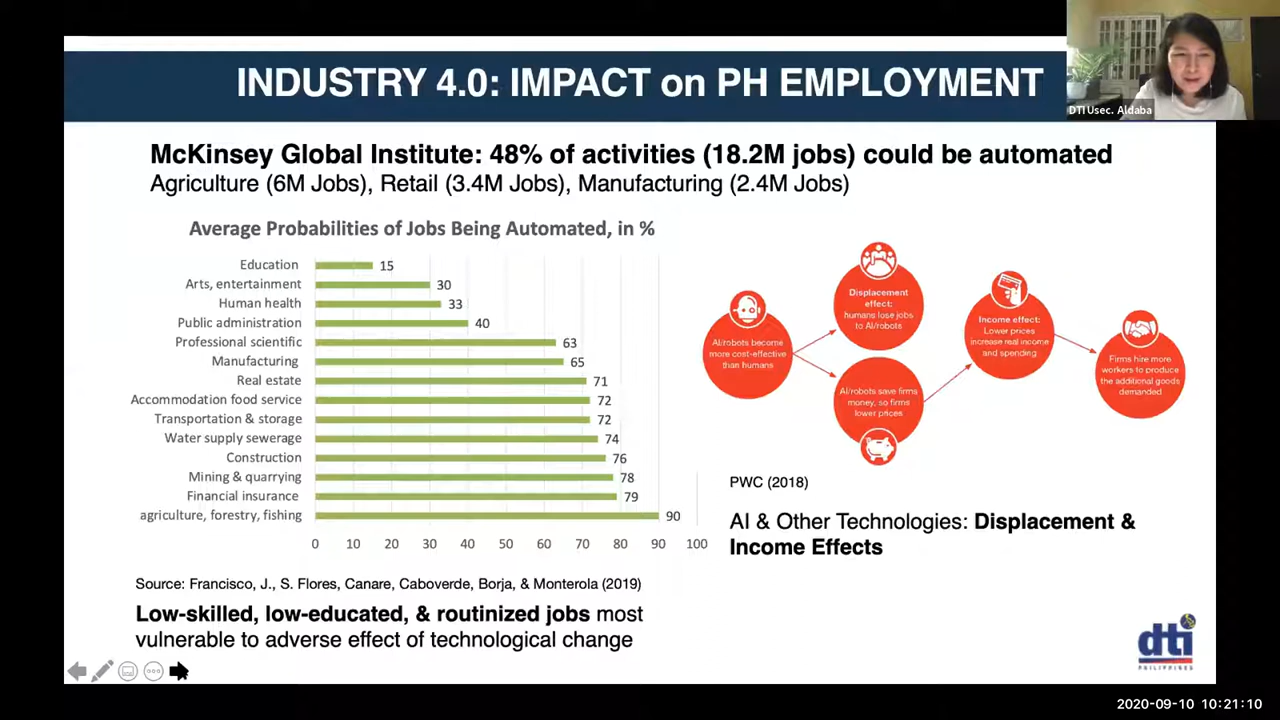 INDUSTRY 4.0: IMPACT on PH EMPLOYMENT
DTI Usec. Aldaba
McKinsey Global Institute: 48% of activities (18.2M jobs) could be automated
Agriculture (6M Jobs), Retail (3.4M Jobs), Manufacturing (2.4M Jobs)
Average Probabilities of Jobs Being Automated, in %
Education 15
Arts, entertainment 30
Human health 33
Public administration 40
Professional scientific 63
Manufacturing 65
Real estate 71
Accommodation food service 72
Transportation & storage 72
Water supply sewerage 74
Construction 76
Mining & quarrying 78
Financial insurance 79
agriculture, forestry, fishing 90
0 10 20 30 40 50 60 70 80 90 100
Source: Francisco, J., S. Flores, Canare, Caboverde, Borja, & Monterola (2019)
Low-skilled, low-educated, & routinized jobs most
vulnerable to adverse effect of technological change
AI/robots become
more cost-effective
than humans
Displacement
effect:
humans lose jobs
to AI/robots
AI/robots save firms
money, so firms
lower prices
Income effect:
Lower prices
increase real income
and spending
Firms hire more
workers to produce
the additional goods
demanded
PWC (2018)
AI & Other Technologies: Displacement &
Income Effects
dti
PHILIPPINES
2020-09-10 10:21:10